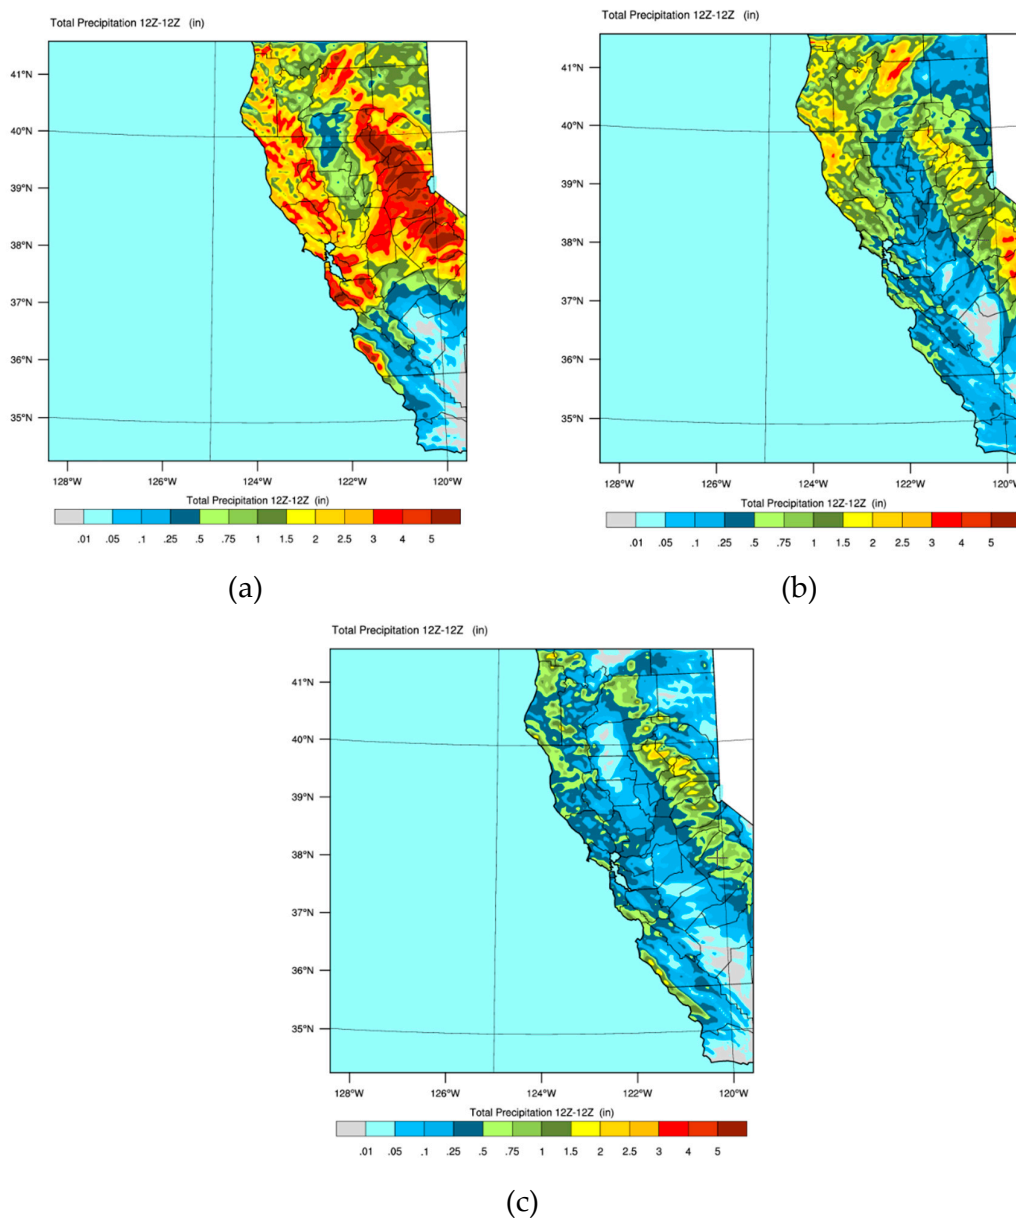 Total Precipitation 12Z-12Z (in)
41°N
40°N
39°N
38°N
37°N
36°N
35°N
128°W 126°W 124°W 122°W 120°W
Total Precipitation 12Z-12Z (in)
.01 .05 .1 .25 .5 .75 1 1.5 2 2.5 3 4 5
(a)
Total Precipitation 12Z-12Z (in)
41°N
40°N
39°N
38°N
37°N
36°N
35°N
128°W 126°W 124°W 122°W 120°W
Total Precipitation 12Z-12Z (in)
.01 .05 .1 .25 .5 .75 1 1.5 2 2.5 3 4 5
(b)
Total Precipitation 12Z-12Z (in)
41°N
40°N
39°N
38°N
37°N
36°N
35°N
128°W 126°W 124°W 122°W 120°W
Total Precipitation 12Z-12Z (in)
.01 .05 .1 .25 .5 .75 1 1.5 2 2.5 3 4 5
(c)